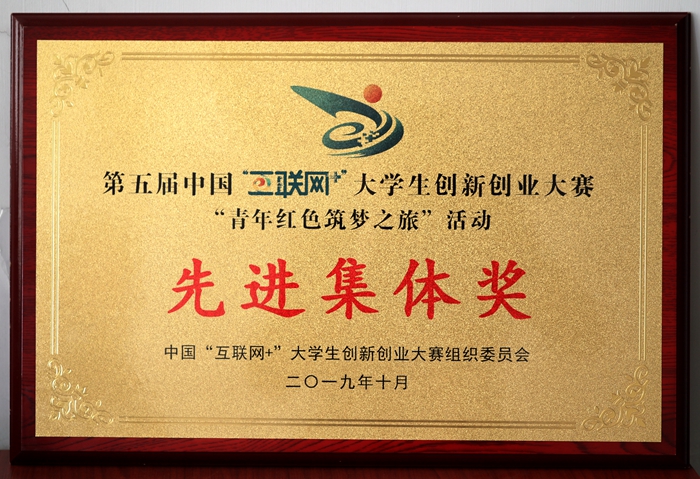 第五届中国“互联网+”大学生创新创业大赛
“青年红色筑梦之旅”活动
先进集体奖
中国“互联网+”大学生创新创业大赛组织委员会
二〇一九年十月